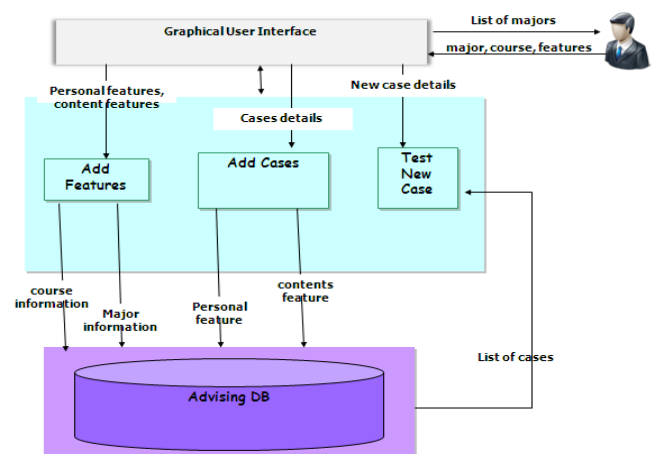 List of majors
Graphical User Interface
major, course, features
Personal features,
content features
New case details
Cases details
Add
Features
Add Cases
Test
New
Case
course
information
Major
information
Personal
feature
contents
feature
List of cases
Advising DB